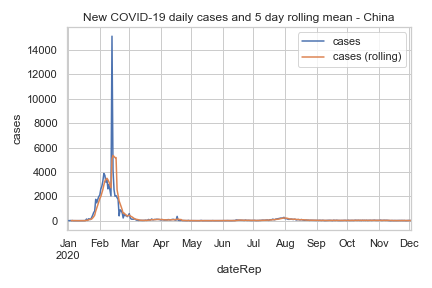 New COVID-19 daily cases and 5 day rolling mean - China
cases
cases (rolling)
14000
12000
10000
8000
6000
4000
2000
0
cases
Jan Feb Mar Apr May Jun Jul Aug Sep Oct Nov Dec
2020
dateRep